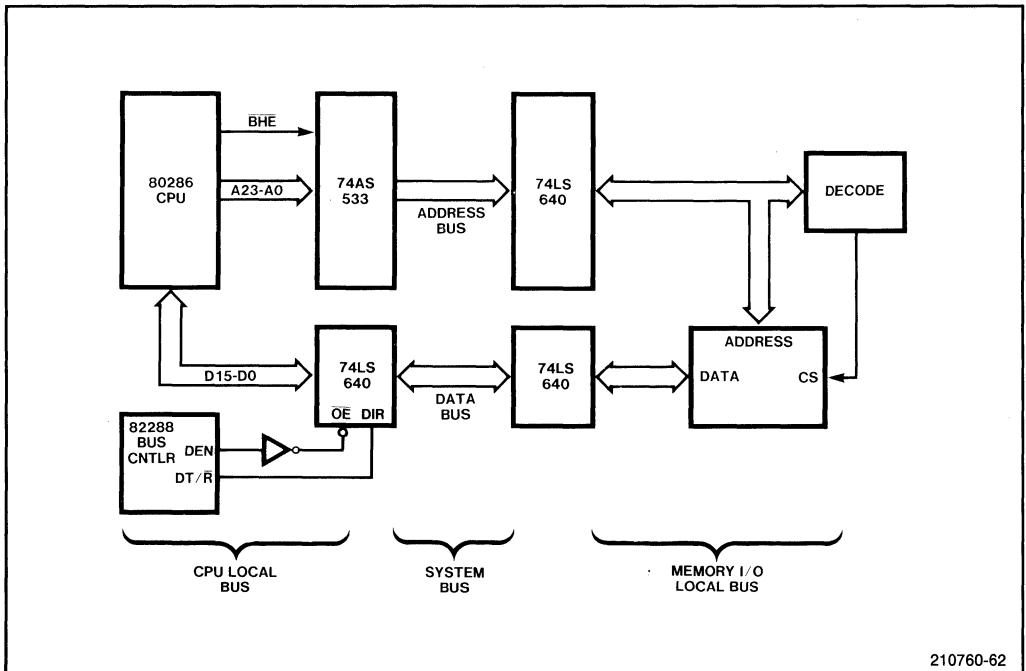 BHE
80286
CPU
A23-A0
74AS
533
ADDRESS
BUS
74LS
640
DECODE
D15-D0
74LS
640
OE DIR
DATA
BUS
74LS
640
ADDRESS
DATA
CS
82288
BUS
CNTLR
DEN
DT/R
CPU LOCAL
BUS
SYSTEM
BUS
MEMORY I/O
LOCAL BUS
210760-62